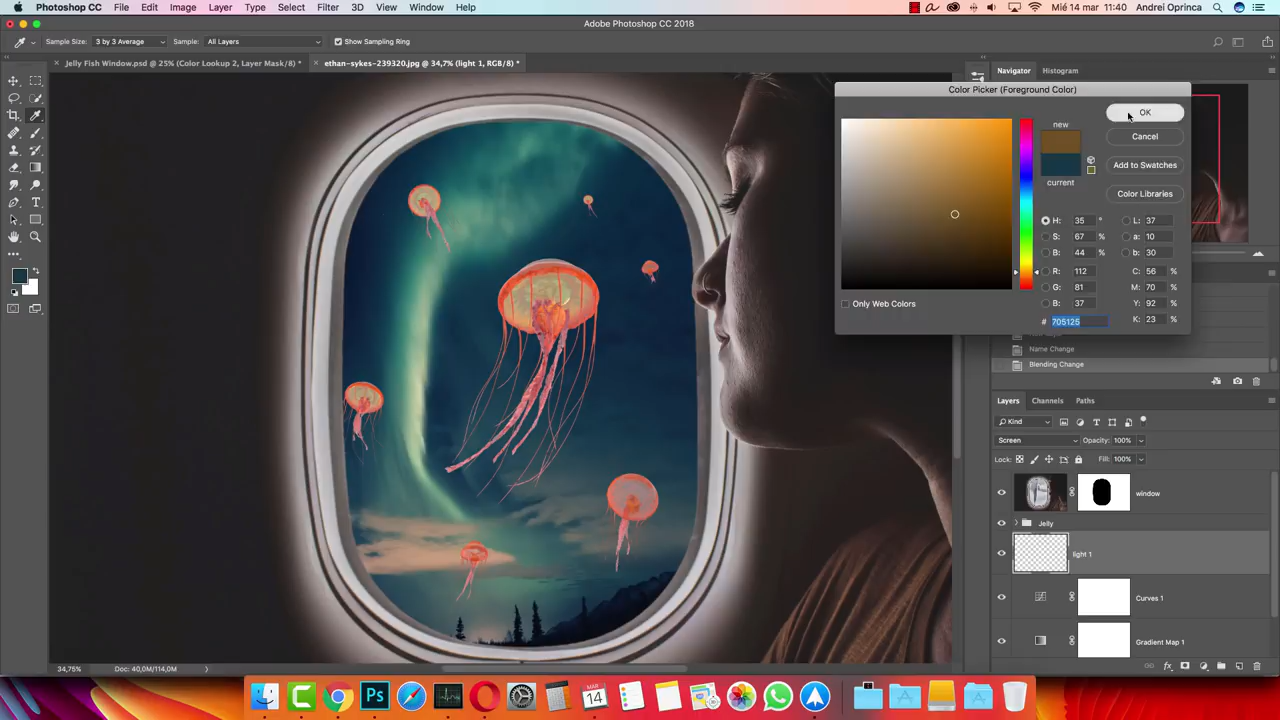 Photoshop CC File Edit Image Layer Type Select Filter 3D View Window Help Mié 14 mar 11:40 Andrei Oprinca
Adobe Photoshop CC 2018
Sample Size: 3 by 3 Average Sample: All Layers Show Sampling Ring
× Jelly Fish Window.psd @ 25% (Color Lookup 2, Layer Mask/8) * × ethan-sykes-239320.jpg @ 34,7% (light 1, RGB/8) *
Navigator Histogram
Color Picker (Foreground Color)
OK
new
Cancel
Add to Swatches
current
Color Libraries
H: 35 ° L: 37
S: 67 % a: 10
B: 44 % b: 30
R: 112 C: 56 %
G: 81 M: 70 %
B: 37 Y: 92 %
Only Web Colors
# 705125 K: 23 %
Name Change
Blending Change
Layers Channels Paths
Kind
Screen Opacity: 100%
Lock: Fill: 100%
window
Jelly
light 1
Curves 1
Gradient Map 1
34,75% Doc: 40,0M/114,0M
MAR
14
Ps